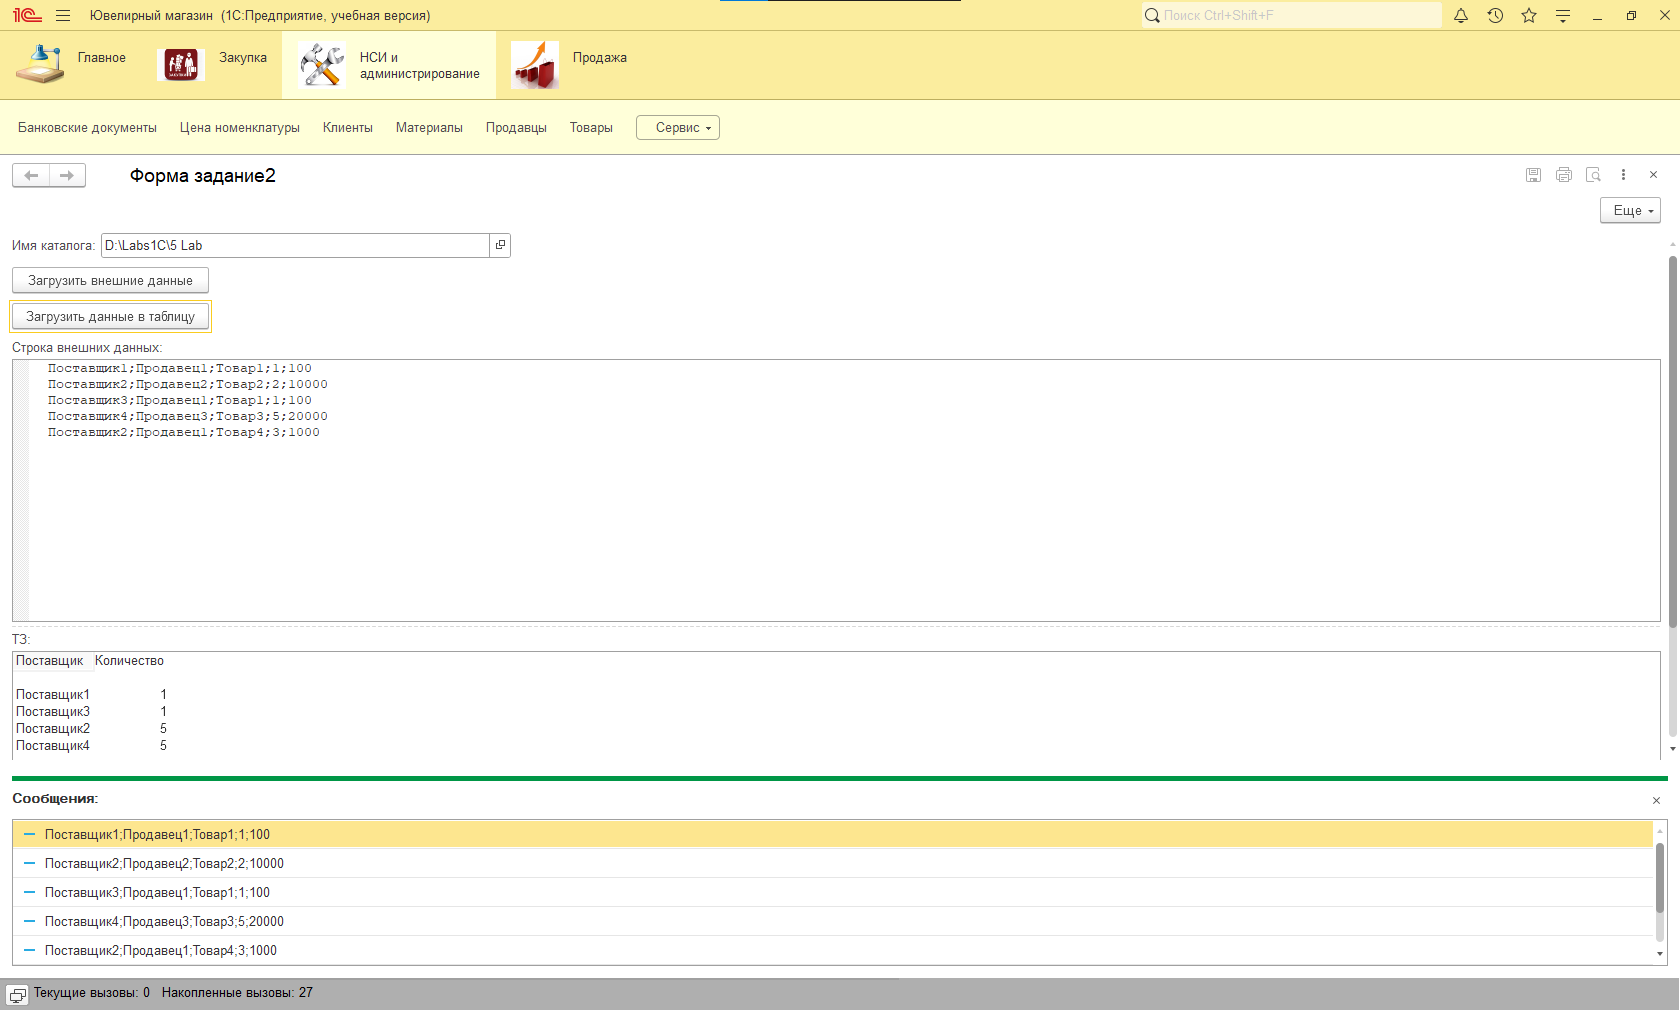 1С Ювелирный магазин (1С:Предприятие, учебная версия)
Поиск Ctrl+Shift+F
Главное
ЗАКУПКИ
Закупка
НСИ и
администрирование
Продажа
Банковские документы Цена номенклатуры Клиенты Материалы Продавцы Товары Сервис
Форма задание2
Еще
Имя каталога: D:\Labs1C\5 Lab
Загрузить внешние данные
Загрузить данные в таблицу
Строка внешних данных:
Поставщик1;Продавец1;Товар1;1;100
Поставщик2;Продавец2;Товар2;2;10000
Поставщик3;Продавец1;Товар1;1;100
Поставщик4;Продавец3;Товар3;5;20000
Поставщик2;Продавец1;Товар4;3;1000
ТЗ:
Поставщик Количество
Поставщик1 1
Поставщик3 1
Поставщик2 5
Поставщик4 5
Сообщения:
Поставщик1;Продавец1;Товар1;1;100
Поставщик2;Продавец2;Товар2;2;10000
Поставщик3;Продавец1;Товар1;1;100
Поставщик4;Продавец3;Товар3;5;20000
Поставщик2;Продавец1;Товар4;3;1000
Текущие вызовы: 0 Накопленные вызовы: 27